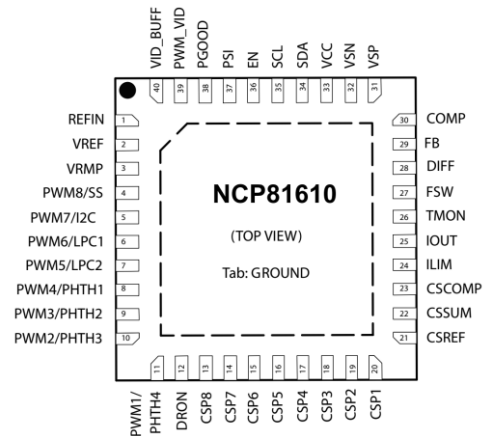 VID_BUFF
PWM_VID
PGOOD
PSI
EN
SCL
SDA
VCC
VSN
VSP
40
39
38
37
36
35
34
33
32
31
REFIN 1
VREF 2
VRMP 3
PWM8/SS 4
PWM7/I2C 5
PWM6/LPC1 6
PWM5/LPC2 7
PWM4/PHTH1 8
PWM3/PHTH2 9
PWM2/PHTH3 10
NCP81610
(TOP VIEW)
Tab: GROUND
30 COMP
29 FB
28 DIFF
27 FSW
26 TMON
25 IOUT
24 ILIM
23 CSCOMP
22 CSSUM
21 CSREF
11
12
13
14
15
16
17
18
19
20
PWM1/
PHTH4
DRON
CSP8
CSP7
CSP6
CSP5
CSP4
CSP3
CSP2
CSP1